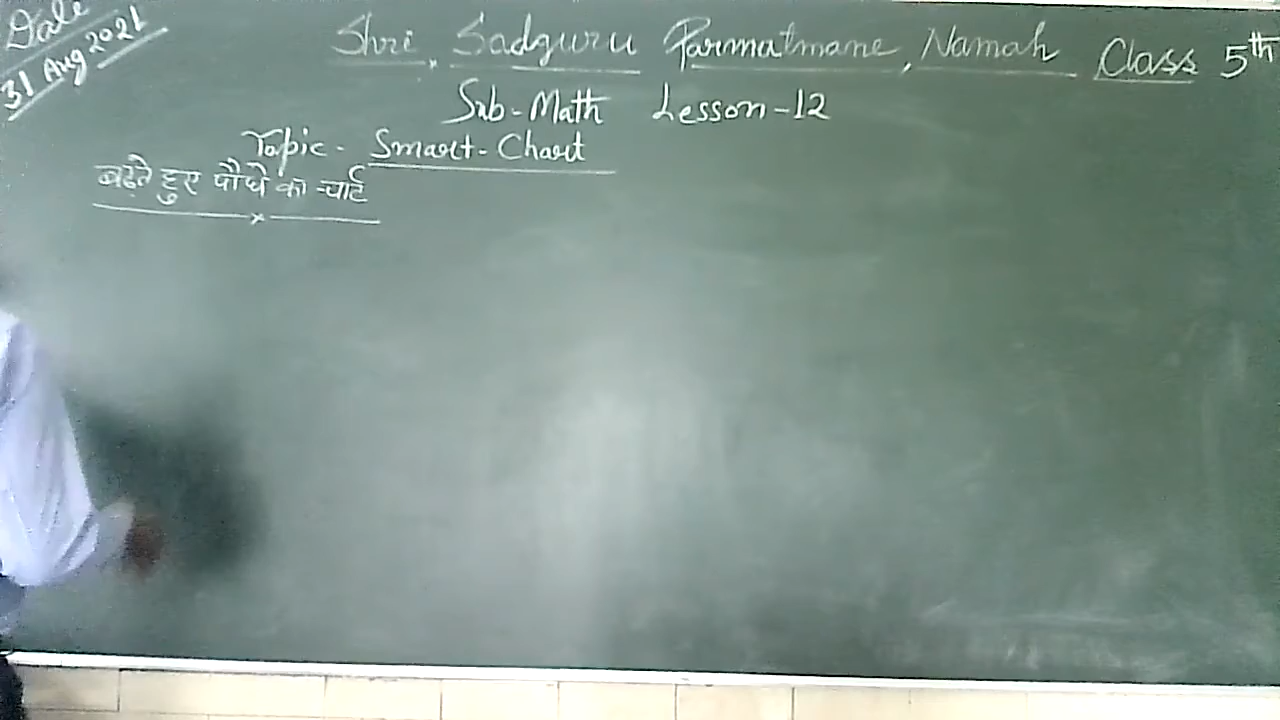 Date
31 Aug 2021
Shri Sadguru Parmatmane Namah Class 5th
Sub-Math Lesson-12
Topic - Smart-Chart
बढ़ते हुए पौधे का चार्ट